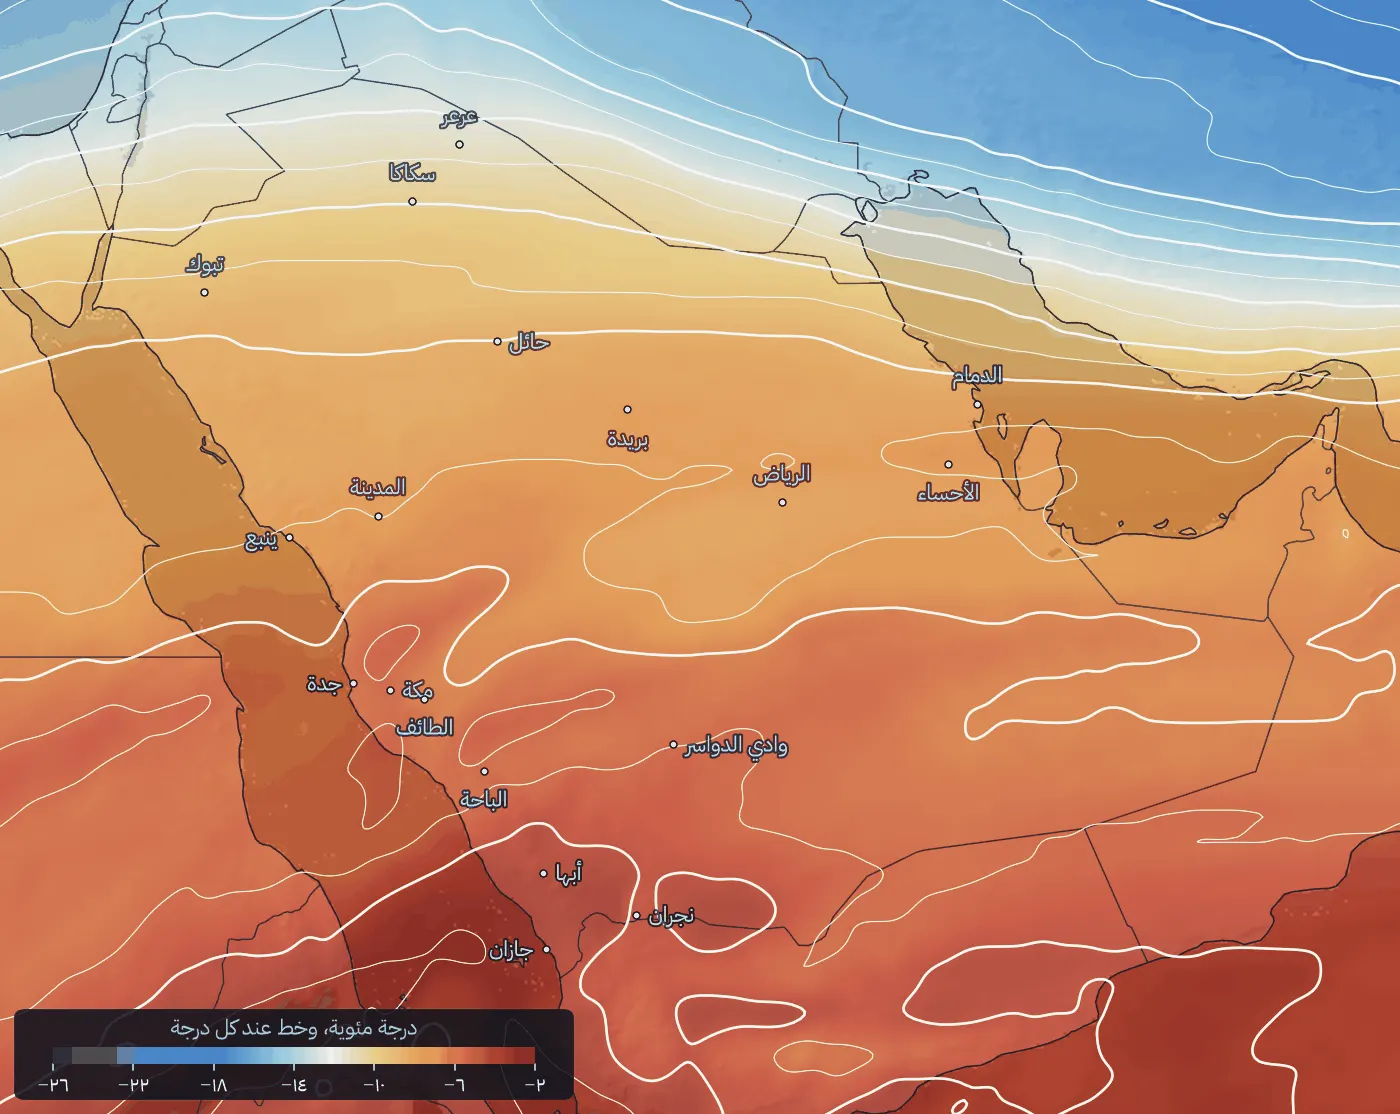 عرعر
سكاكا
تبوك
حائل
الدمام
بريدة
الرياض
المدينة
الأحساء
ينبع
جدة
مكة
الطائف
وادي الدواسر
الباحة
أبها
نجران
جازان
درجة مئوية، وخط عند كل درجة
−٢٦ −٢٢ −١٨ −١٤ −١٠ −٦ −٢